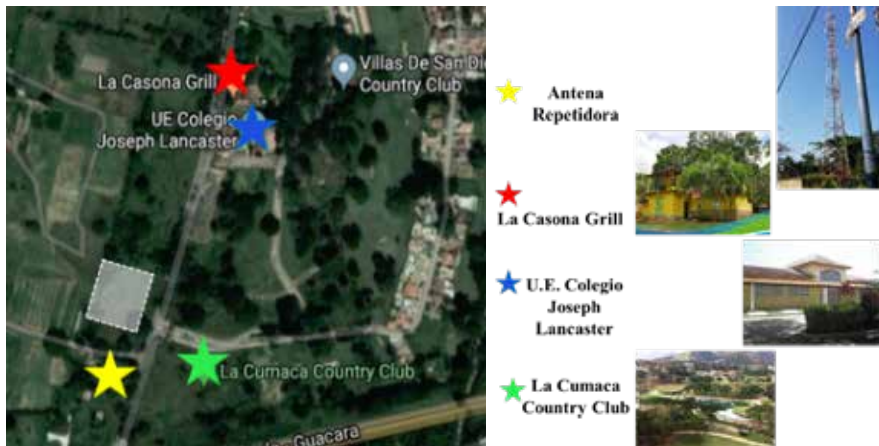 La Casona Grill
Villas De San Di
Country Club
UE Colegio
Joseph Lancaster
La Cumaca Country Club
Guacara
Antena
Repetidora
La Casona Grill
U.E. Colegio
Joseph
Lancaster
La Cumaca
Country Club